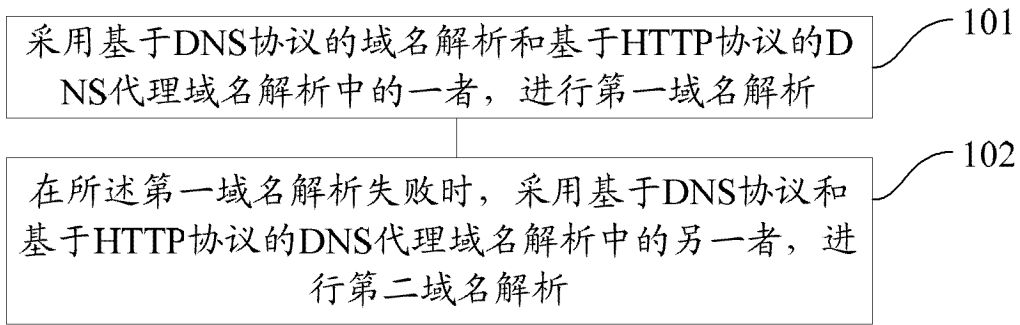 采用基于DNS协议的域名解析和基于HTTP协议的D
NS代理域名解析中的一者，进行第一域名解析
101
在所述第一域名解析失败时，采用基于DNS协议和
基于HTTP协议的DNS代理域名解析中的另一者，进
行第二域名解析
102